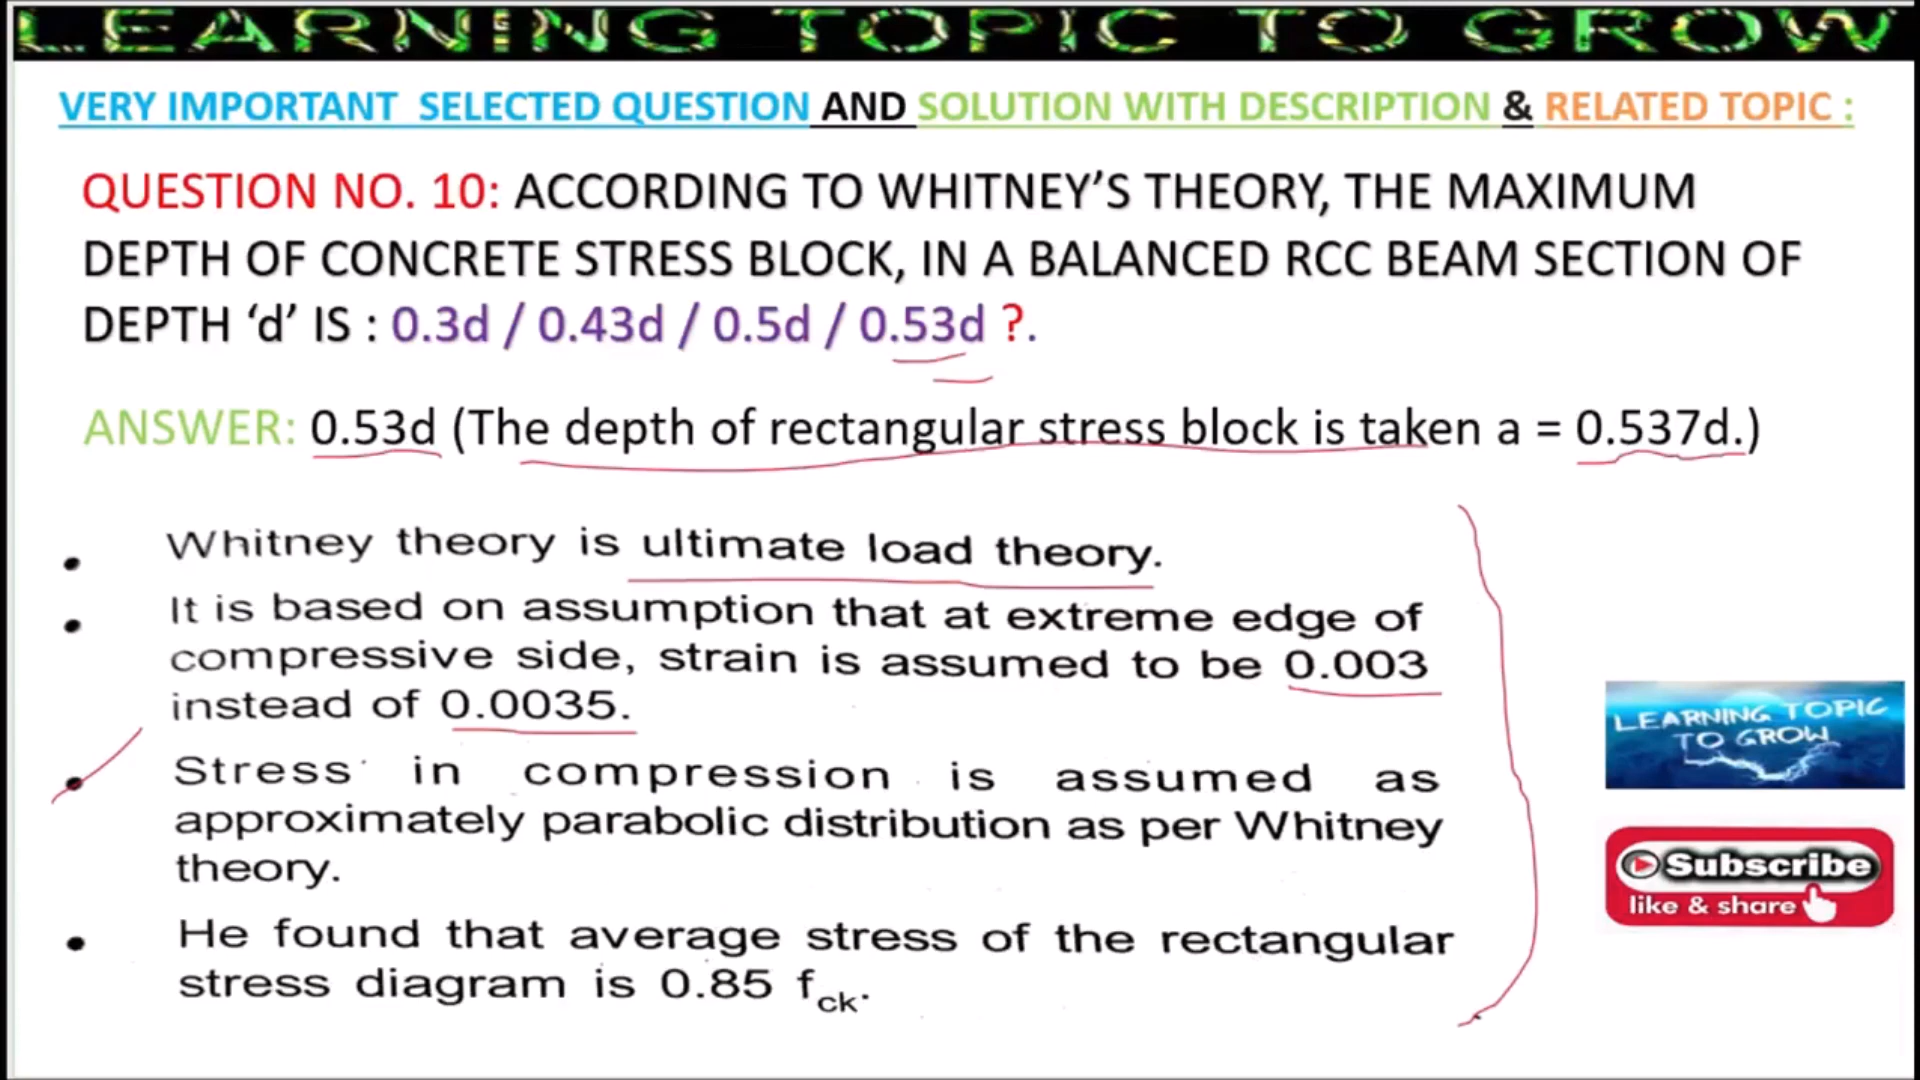 LEARNING TOPIC TO GROW
VERY IMPORTANT SELECTED QUESTION AND SOLUTION WITH DESCRIPTION & RELATED TOPIC :
QUESTION NO. 10: ACCORDING TO WHITNEY’S THEORY, THE MAXIMUM
DEPTH OF CONCRETE STRESS BLOCK, IN A BALANCED RCC BEAM SECTION OF
DEPTH ‘d’ IS : 0.3d / 0.43d / 0.5d / 0.53d ?.
ANSWER: 0.53d (The depth of rectangular stress block is taken a = 0.537d.)
• Whitney theory is ultimate load theory.
• It is based on assumption that at extreme edge of
compressive side, strain is assumed to be 0.003
instead of 0.0035.
• Stress in compression is assumed as
approximately parabolic distribution as per Whitney
theory.
• He found that average stress of the rectangular
stress diagram is 0.85 fck.
LEARNING TOPIC
TO GROW
Subscribe
like & share